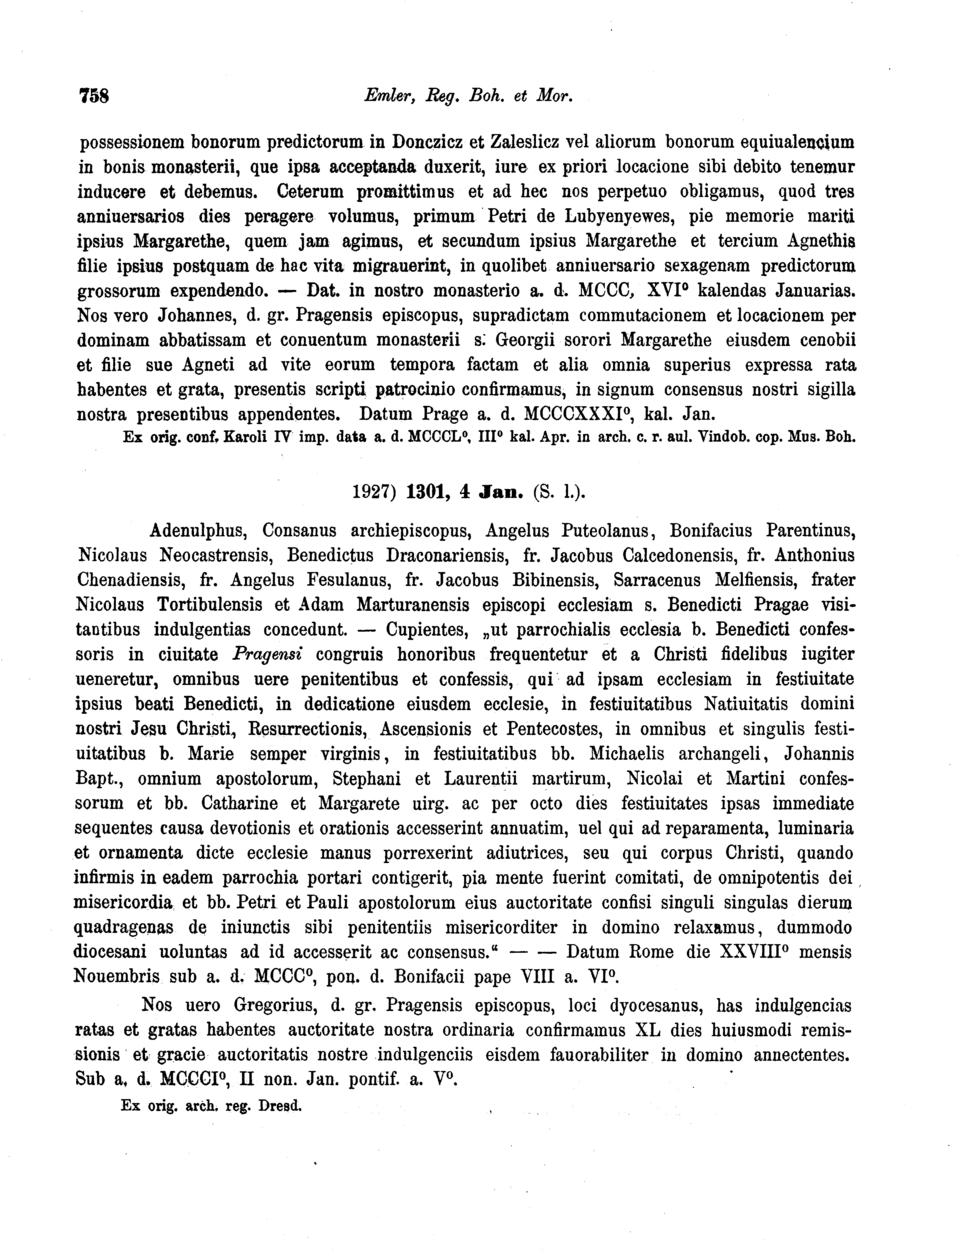 758 Emler, Reg. Boh. et Mor.
possessionem bonorum predictorum in Donczicz et Zaleslicz vel aliorum bonorum equiualencium
in bonis monasterii, que ipsa acceptanda duxerit, iure ex priori locacione sibi debito tenemur
inducere et debemus. Ceterum promittimus et ad hec nos perpetuo obligamus, quod tres
anniuersarios dies peragere volumus, primum Petri de Lubyenyewes, pie memorie mariti
ipsius Margarethe, quem jam agimus, et secundum ipsius Margarethe et tercium Agnethis
filie ipsius postquam de hac vita migrauerint, in quolibet anniuersario sexagenam predictorum
grossorum expendendo. — Dat. in nostro monasterio a. d. MCCC, XVI⁰ kalendas Januarias.
Nos vero Johannes, d. gr. Pragensis episcopus, supradictam commutacionem et locacionem per
dominam abbatissam et conuentum monasterii s. Georgii sorori Margarethe eiusdem cenobii
et filie sue Agneti ad vite eorum tempora factam et alia omnia superius expressa rata
habentes et grata, presentis scripti patrocinio confirmamus, in signum consensus nostri sigilla
nostra presentibus appendentes. Datum Prage a. d. MCCCXXXI⁰, kal. Jan.
Ex orig. conf. Karoli IV imp. data a. d. MCCCL⁰, III⁰ kal. Apr. in arch. c. r. aul. Vindob. cop. Mus. Boh.
1927) 1301, 4 Jan. (S. l.).
Adenulphus, Consanus archiepiscopus, Angelus Puteolanus, Bonifacius Parentinus,
Nicolaus Neocastrensis, Benedictus Draconariensis, fr. Jacobus Calcedonensis, fr. Anthonius
Chenadiensis, fr. Angelus Fesulanus, fr. Jacobus Bibinensis, Sarracenus Melfiensis, frater
Nicolaus Tortibulensis et Adam Marturanensis episcopi ecclesiam s. Benedicti Pragae visi-
tantibus indulgentias concedunt. — Cupientes, „ut parrochialis ecclesia b. Benedicti confes-
soris in ciuitate Pragensi congruis honoribus frequentetur et a Christi fidelibus iugiter
ueneretur, omnibus uere penitentibus et confessis, qui ad ipsam ecclesiam in festiuitate
ipsius beati Benedicti, in dedicatione eiusdem ecclesie, in festiuitatibus Natiuitatis domini
nostri Jesu Christi, Resurrectionis, Ascensionis et Pentecostes, in omnibus et singulis festi-
uitatibus b. Marie semper virginis, in festiuitatibus bb. Michaelis archangeli, Johannis
Bapt., omnium apostolorum, Stephani et Laurentii martirum, Nicolai et Martini confes-
sorum et bb. Catharine et Margarete uirg. ac per octo dies festiuitates ipsas immediate
sequentes causa devotionis et orationis accesserint annuatim, uel qui ad reparamenta, luminaria
et ornamenta dicte ecclesie manus porrexerint adiutrices, seu qui corpus Christi, quando
infirmis in eadem parrochia portari contigerit, pia mente fuerint comitati, de omnipotentis dei
misericordia et bb. Petri et Pauli apostolorum eius auctoritate confisi singuli singulas dierum
quadragenas de iniunctis sibi penitentiis misericorditer in domino relaxamus, dummodo
diocesani uoluntas ad id accesserit ac consensus.“ — — Datum Rome die XXVIII⁰ mensis
Nouembris sub a. d. MCCC⁰, pon. d. Bonifacii pape VIII a. VI⁰.
Nos uero Gregorius, d. gr. Pragensis episcopus, loci dyocesanus, has indulgencias
ratas et gratas habentes auctoritate nostra ordinaria confirmamus XL dies huiusmodi remis-
sionis et gracie auctoritatis nostre indulgenciis eisdem fauorabiliter in domino annectentes.
Sub a. d. MCCCI⁰, II non. Jan. pontif. a. V⁰.
Ex orig. arch. reg. Dresd.